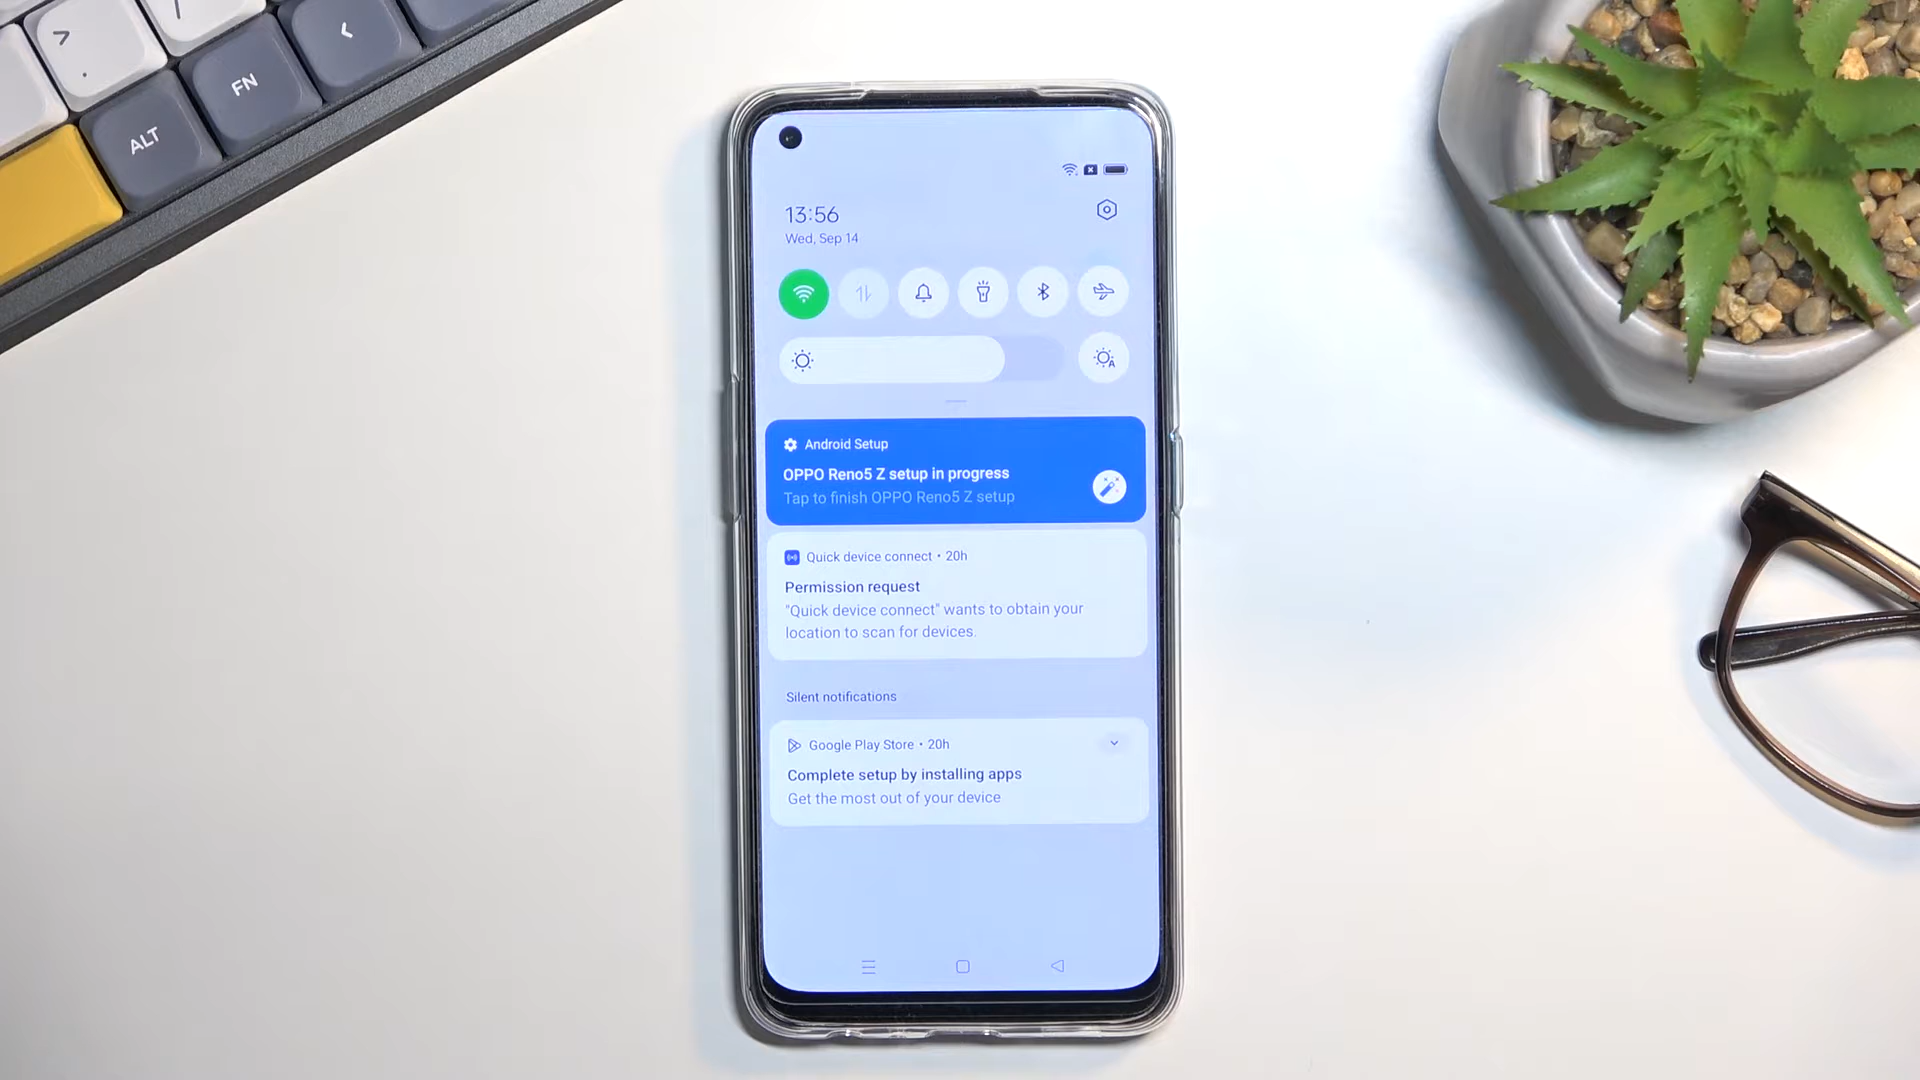 >
/
<
FN
ALT
13:56
Wed, Sep 14
Android Setup
OPPO Reno5 Z setup in progress
Tap to finish OPPO Reno5 Z setup
Quick device connect • 20h
Permission request
"Quick device connect" wants to obtain your
location to scan for devices.
Silent notifications
Google Play Store • 20h
Complete setup by installing apps
Get the most out of your device